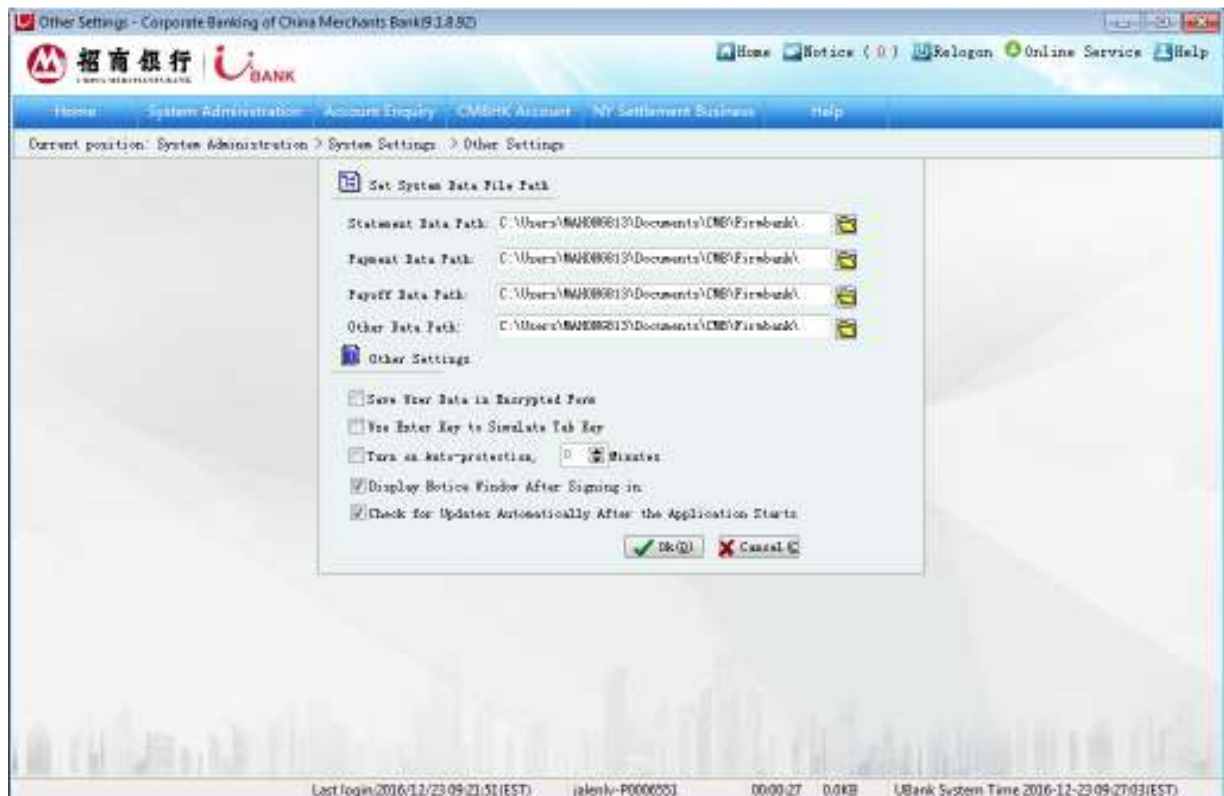 Other Settings - Corporate Banking of China Merchants Bank(9.3.8.92)
招商银行 BANK
Home Notice ( 0 ) Relogon Online Service Help
Home System Administration Account Enquiry CMBHK Account NY Settlement Business Help
Current position: System Administration > System Settings > Other Settings
Set System Data File Path
Statement Data Path:
Payment Data Path:
Payoff Data Path:
Other Data Path:
Other Settings
Save User Data in Encrypted Form
Use Enter Key to Simulate Tab Key
Turn on Auto-protection, 0 Minutes
Display Notice Window After Signing in
Check for Updates Automatically After the Application Starts
Ok(O) Cancel
Last login:2016/12/23 09:21:51(EST) jalenlv-P0006551 00:00:27 0.0KB UBank System Time 2016-12-23 09:27:03(EST)